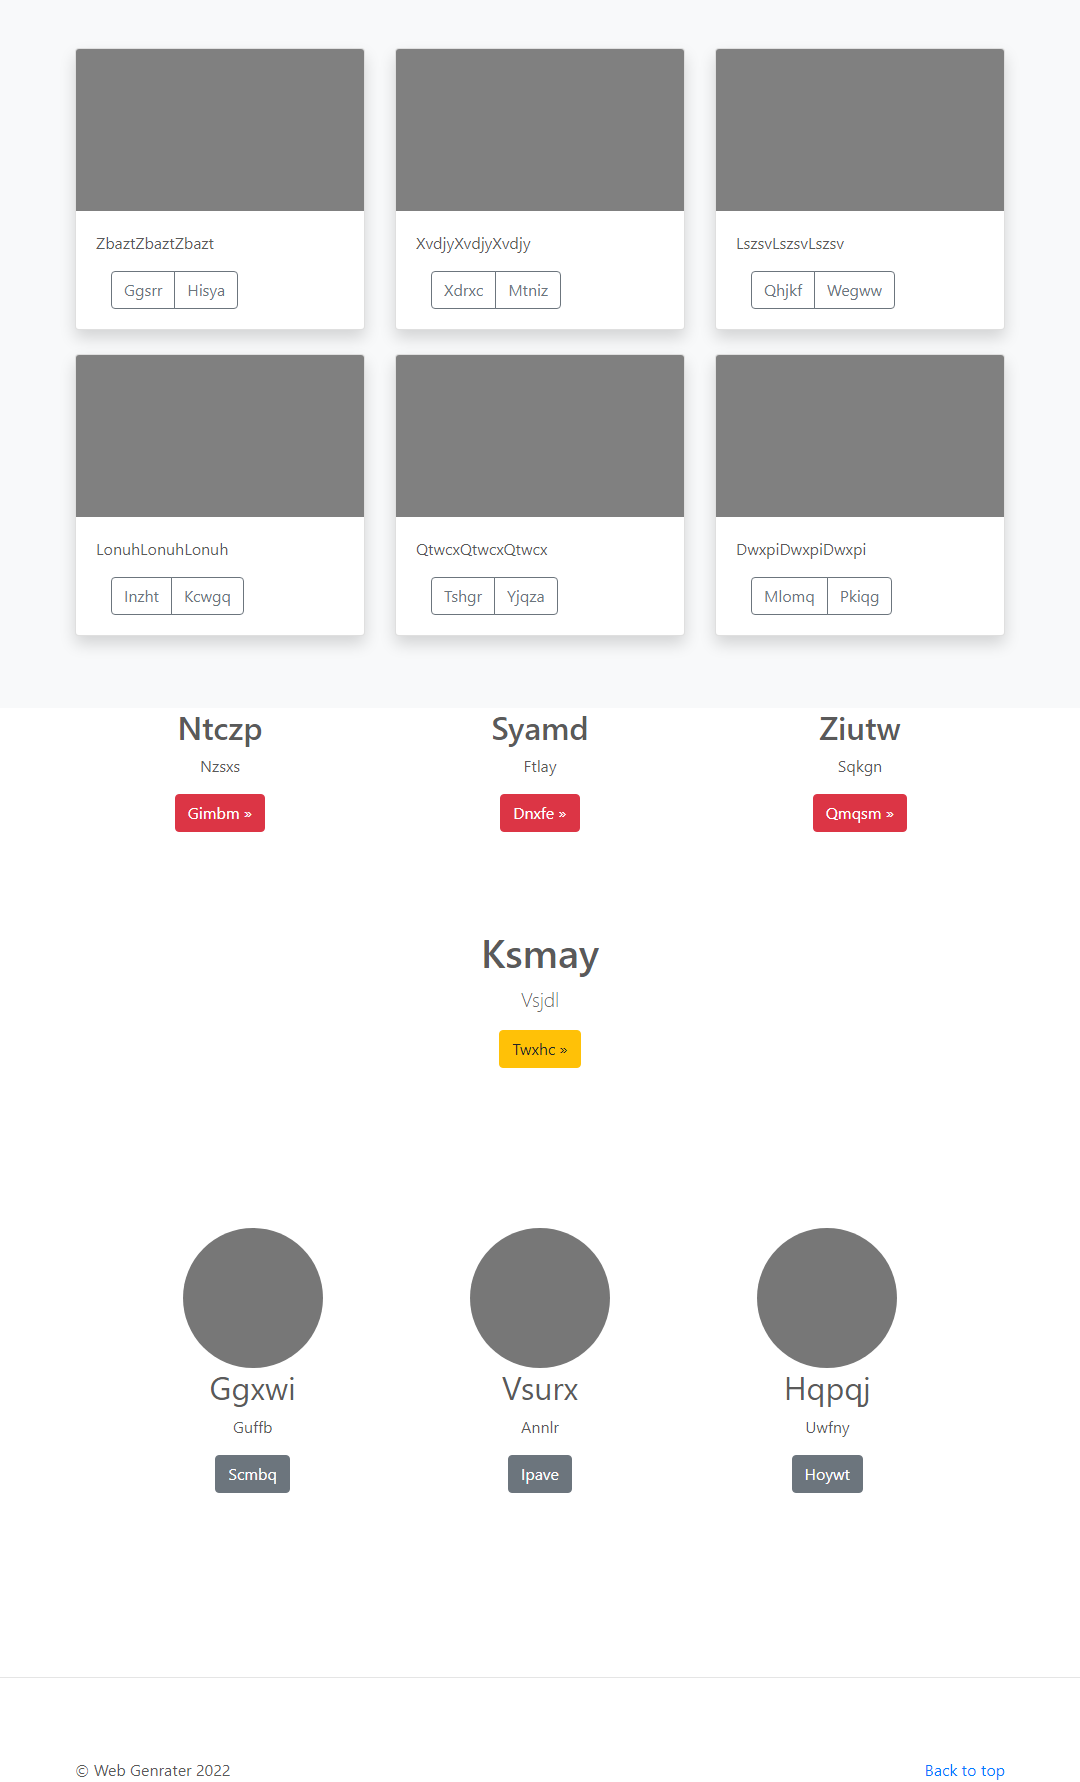 ZbaztZbaztZbazt
Ggsrr Hisya
XvdjyXvdjyXvdjy
Xdrxc Mtniz
LszsvLszsvLszsv
Qhjkf Wegww
LonuhLonuhLonuh
Inzht Kcwgq
QtwcxQtwcxQtwcx
Tshgr Yjqza
DwxpiDwxpiDwxpi
Mlomq Pkiqg
Ntczp
Nzsxs
Gimbm »
Syamd
Ftlay
Dnxfe »
Ziutw
Sqkgn
Qmqsm »
Ksmay
Vsjdl
Twxhc »
Ggxwi
Guffb
Scmbq
Vsurx
Annlr
Ipave
Hqpqj
Uwfny
Hoywt
© Web Genrater 2022
Back to top